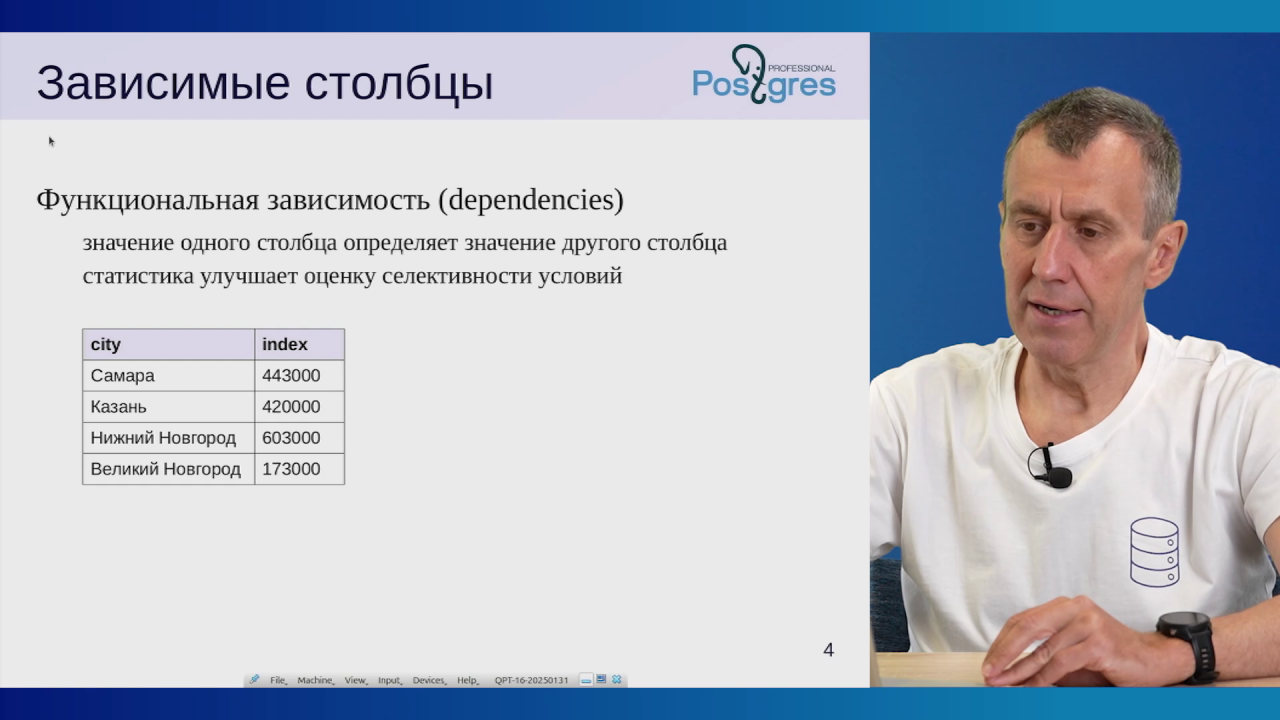 Зависимые столбцы
PROFESSIONAL
Postgres
Функциональная зависимость (dependencies)
значение одного столбца определяет значение другого столбца
статистика улучшает оценку селективности условий
city index
Самара 443000
Казань 420000
Нижний Новгород 603000
Великий Новгород 173000
4
File Machine View Input Devices Help QPT-16-20250131